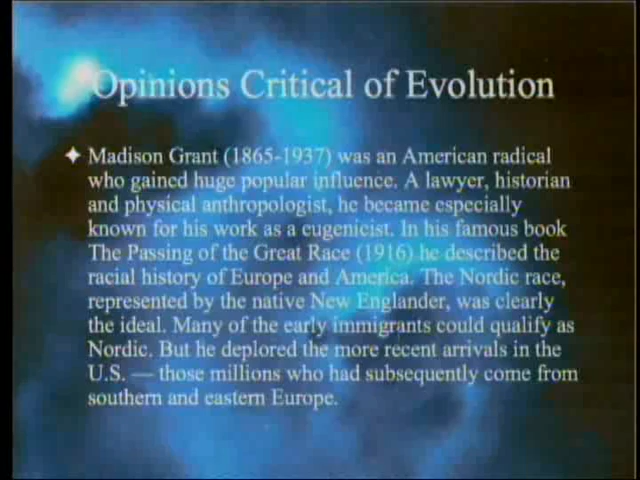 Opinions Critical of Evolution
✦ Madison Grant (1865-1937) was an American radical
who gained huge popular influence. A lawyer, historian
and physical anthropologist, he became especially
known for his work as a eugenicist. In his famous book
The Passing of the Great Race (1916) he described the
racial history of Europe and America. The Nordic race,
represented by the native New Englander, was clearly
the ideal. Many of the early immigrants could qualify as
Nordic. But he deplored the more recent arrivals in the
U.S. — those millions who had subsequently come from
southern and eastern Europe.